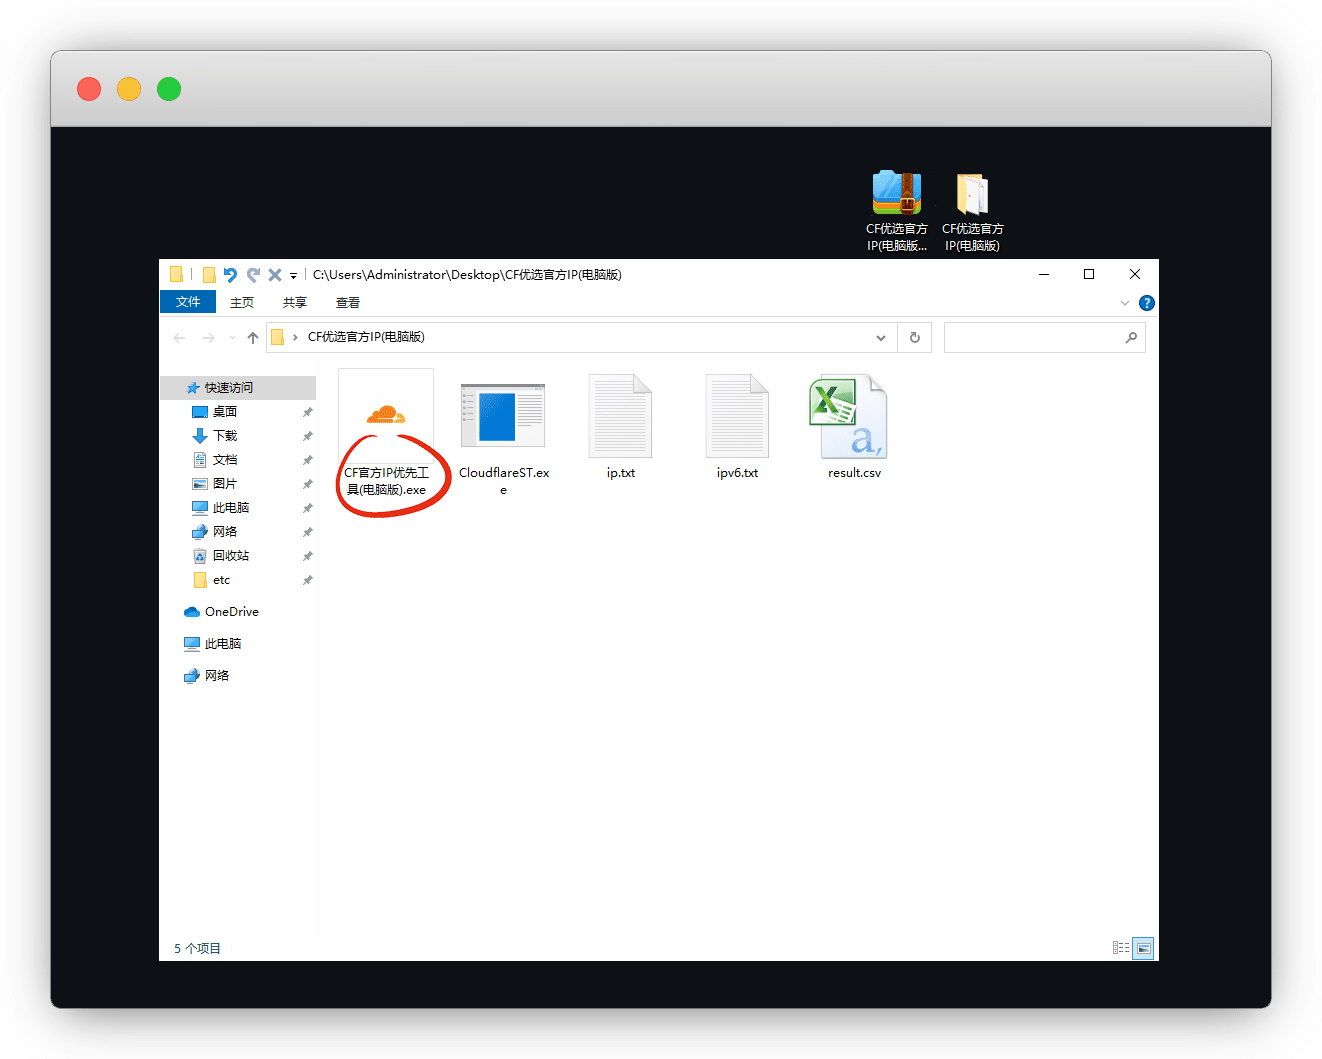 CF优选官方
IP(电脑版...
CF优选官方
IP(电脑版)
C:\Users\Administrator\Desktop\CF优选官方IP(电脑版)
文件
主页
共享
查看
?
CF优选官方IP(电脑版)
快速访问
桌面
下载
文档
图片
此电脑
网络
回收站
etc
OneDrive
此电脑
网络
CF官方IP优先工
具(电脑版).exe
CloudflareST.ex
e
ip.txt
ipv6.txt
X
a,
result.csv
5 个项目